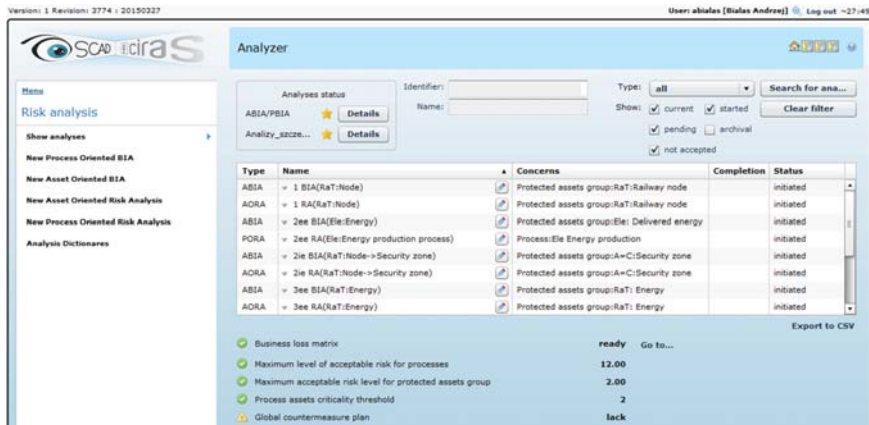 Version: 1 Revision: 3774 : 20150327
User: abialas [Bialas Andrzej] Log out ~27:45
OSCAD ciras
Analyzer
Menu
Risk analysis
Show analyses
New Process Oriented BIA
New Asset Oriented BIA
New Asset Oriented Risk Analysis
New Process Oriented Risk Analysis
Analysis Dictionares
Analyses status
ABIA/PBIA Details
Analizy_szcze... Details
Identifier:
Name:
Type: all
Show: current started
pending archival
not accepted
Search for ana...
Clear filter
Type Name Concerns Completion Status
ABIA 1 BIA(RaT:Node) Protected assets group:RaT:Railway node initiated
AORA 1 RA(RaT:Node) Protected assets group:RaT:Railway node initiated
ABIA 2ee BIA(Ele:Energy) Protected assets group:Ele: Delivered energy initiated
PORA 2ee RA(Ele:Energy production process) Process:Ele Energy production initiated
ABIA 2ie BIA(RaT:Node->Security zone) Protected assets group:A=C:Security zone initiated
AORA 2ie RA(RaT:Node->Security zone) Protected assets group:A=C:Security zone initiated
ABIA 3ee BIA(RaT:Energy) Protected assets group:RaT: Energy initiated
AORA 3ee RA(RaT:Energy) Protected assets group:RaT: Energy initiated
Export to CSV
Business loss matrix ready Go to...
Maximum level of acceptable risk for processes 12.00
Maximum acceptable risk level for protected assets group 2.00
Process assets criticality threshold 2
Global countermeasure plan lack